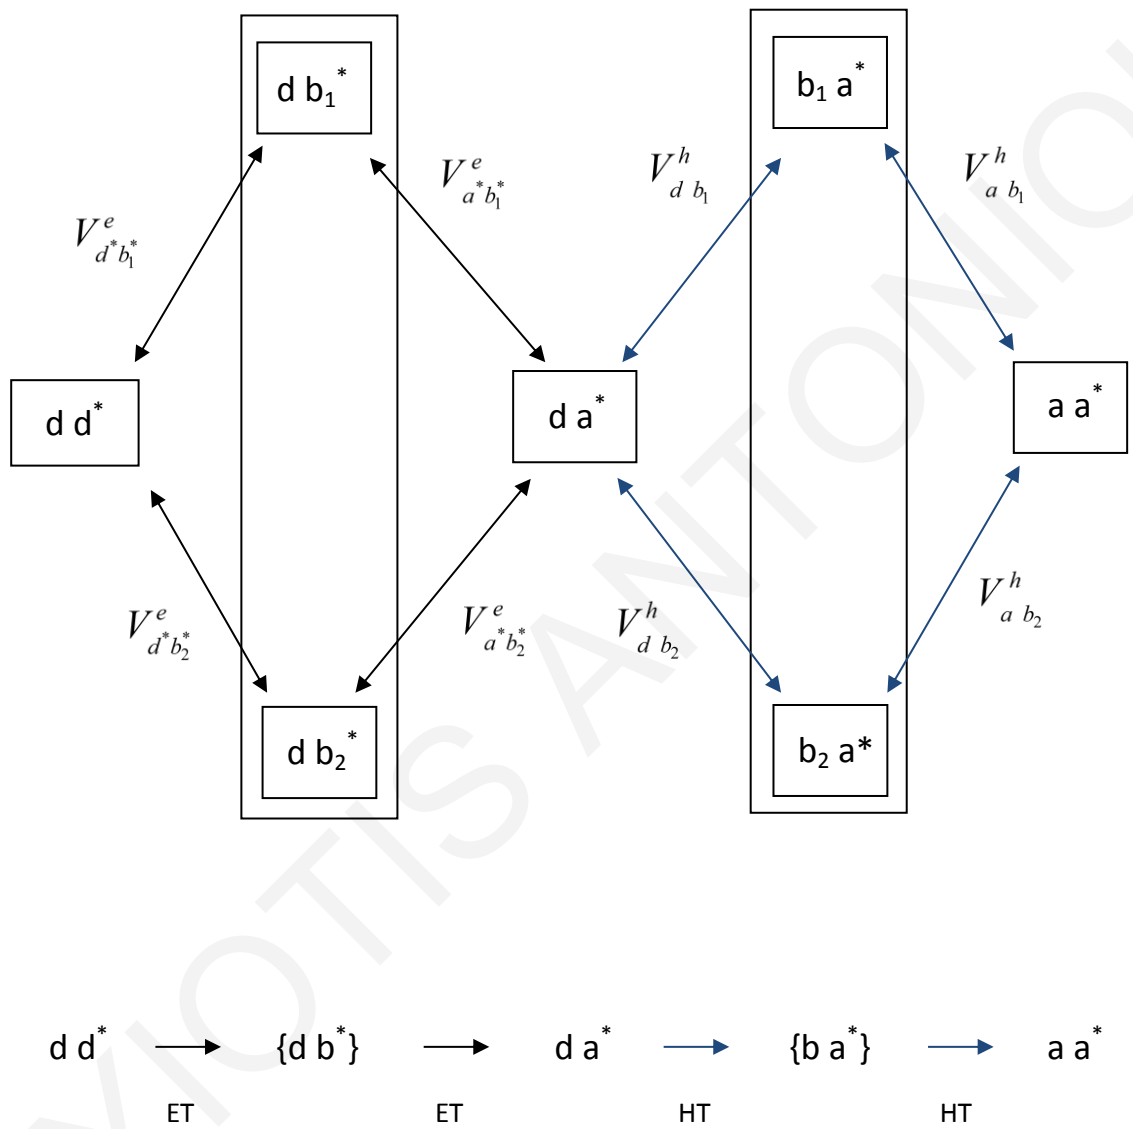 d b₁* b₁ a*
V^e_{a*b₁*} V^h_{d b₁} V^h_{a b₁}
V^e_{d*b₁*}
d d* d a* a a*
V^e_{d*b₂*} V^e_{a*b₂*} V^h_{d b₂} V^h_{a b₂}
d b₂* b₂ a*
d d* {d b*} d a* {b a*} a a*
ET ET HT HT
YIOTIS ANTONIO